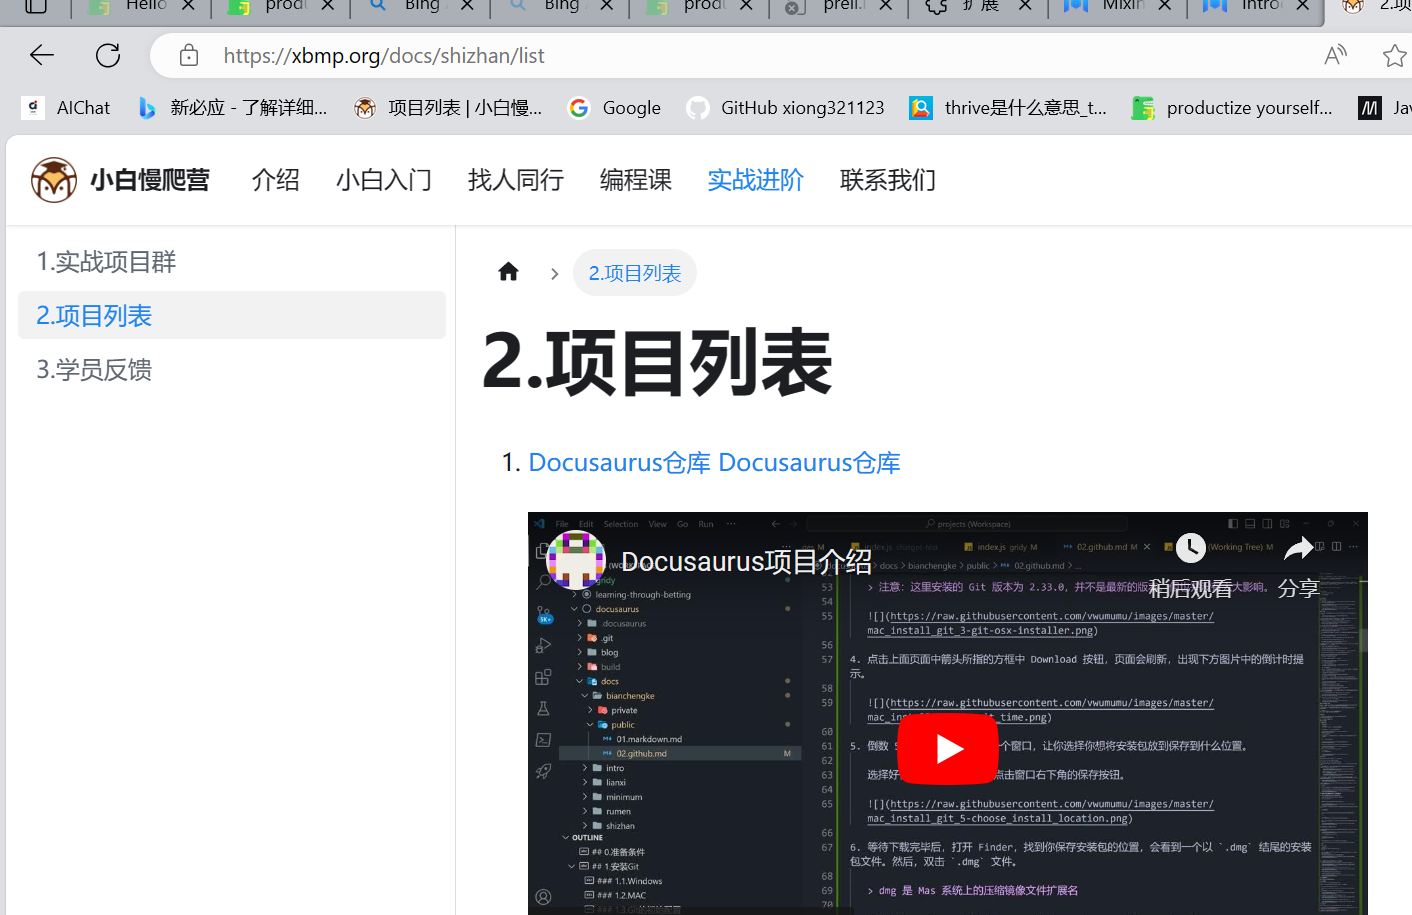 Hello
prod
Bing
Bing
prod
preli.l
扩展
Mixin
Introd
2.项
https://xbmp.org/docs/shizhan/list
AIChat
新必应 - 了解详细...
项目列表 | 小白慢...
Google
GitHub xiong321123
thrive是什么意思_t...
productize yourself...
小白慢爬营
介绍
小白入门
找人同行
编程课
实战进阶
联系我们
1.实战项目群
2.项目列表
3.学员反馈
2.项目列表
2.项目列表
1. Docusaurus仓库 Docusaurus仓库
File Edit Selection View Go Run ···
projects (Workspace)
Docusaurus项目介绍
稍后观看
分享
index.js gridy M
02.github.md M
(Working Tree) M
docs > bianchengke > public > 02.github.md > ...
gridy
learning-through-betting
docusaurus
docusaurus
.git
blog
build
docs
bianchengke
private
public
01.markdown.md
02.github.md M
intro
lianxi
minimum
rumen
shizhan
OUTLINE
## 0.准备条件
## 1.安装Git
### 1.1.Windows
### 1.2.MAC
53 > 注意：这里安装的 Git 版本为 2.33.0，并不是最新的版
大影响。
54
55 ![](https://raw.githubusercontent.com/vwumumu/images/master/
mac_install_git_3-git-osx-installer.png)
56
57 4. 点击上面页面中箭头所指的方框中 Download 按钮，页面会刷新，出现下方图片中的倒计时提
示。
58
59 ![](https://raw.githubusercontent.com/vwumumu/images/master/
t_time.png)
60
61 5. 倒数
个窗口，让你选择你想将安装包放到保存到什么位置。
62
63 选择好
点击窗口右下角的保存按钮。
64
65 ![](https://raw.githubusercontent.com/vwumumu/images/master/
mac_install_git_5-choose_install_location.png)
66
67 6. 等待下载完毕后，打开 Finder，找到你保存安装包的位置，会看到一个以 `.dmg` 结尾的安装
包文件。然后，双击 `.dmg` 文件。
68
69 > dmg 是 Mas 系统上的压缩镜像文件扩展名
70